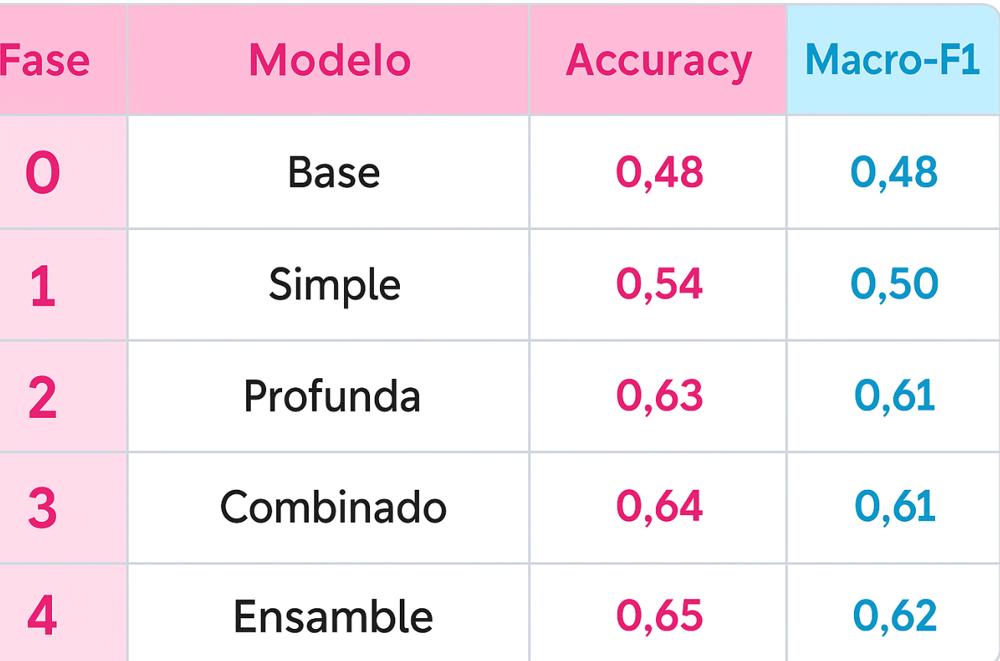 Fase Modelo Accuracy Macro-F1
0 Base 0,48 0,48
1 Simple 0,54 0,50
2 Profunda 0,63 0,61
3 Combinado 0,64 0,61
4 Ensamble 0,65 0,62